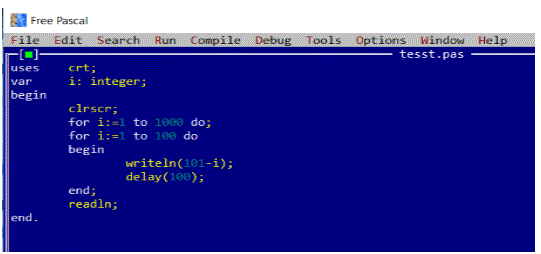 Free Pascal
File Edit Search Run Compile Debug Tools Options Window Help
[■] tesst.pas
uses crt;
var i: integer;
begin
clrscr;
for i:=1 to 1000 do;
for i:=1 to 100 do
begin
writeln(101-i);
delay(100);
end;
readln;
end.